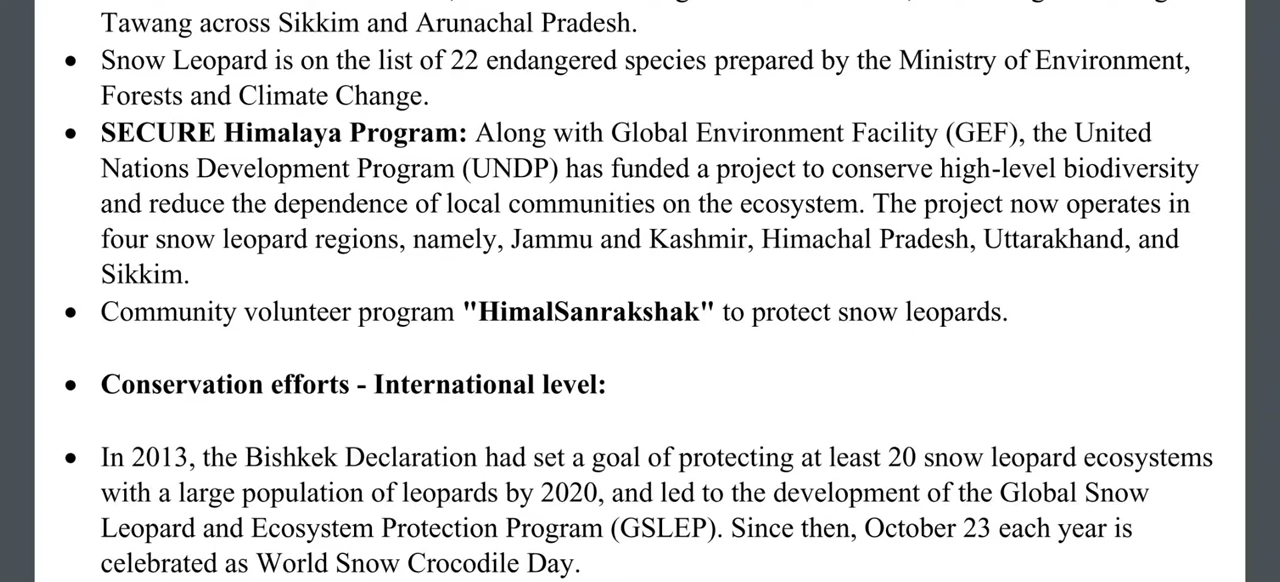 Tawang across Sikkim and Arunachal Pradesh.
• Snow Leopard is on the list of 22 endangered species prepared by the Ministry of Environment,
Forests and Climate Change.
• SECURE Himalaya Program: Along with Global Environment Facility (GEF), the United
Nations Development Program (UNDP) has funded a project to conserve high-level biodiversity
and reduce the dependence of local communities on the ecosystem. The project now operates in
four snow leopard regions, namely, Jammu and Kashmir, Himachal Pradesh, Uttarakhand, and
Sikkim.
• Community volunteer program "HimalSanrakshak" to protect snow leopards.
• Conservation efforts - International level:
• In 2013, the Bishkek Declaration had set a goal of protecting at least 20 snow leopard ecosystems
with a large population of leopards by 2020, and led to the development of the Global Snow
Leopard and Ecosystem Protection Program (GSLEP). Since then, October 23 each year is
celebrated as World Snow Crocodile Day.